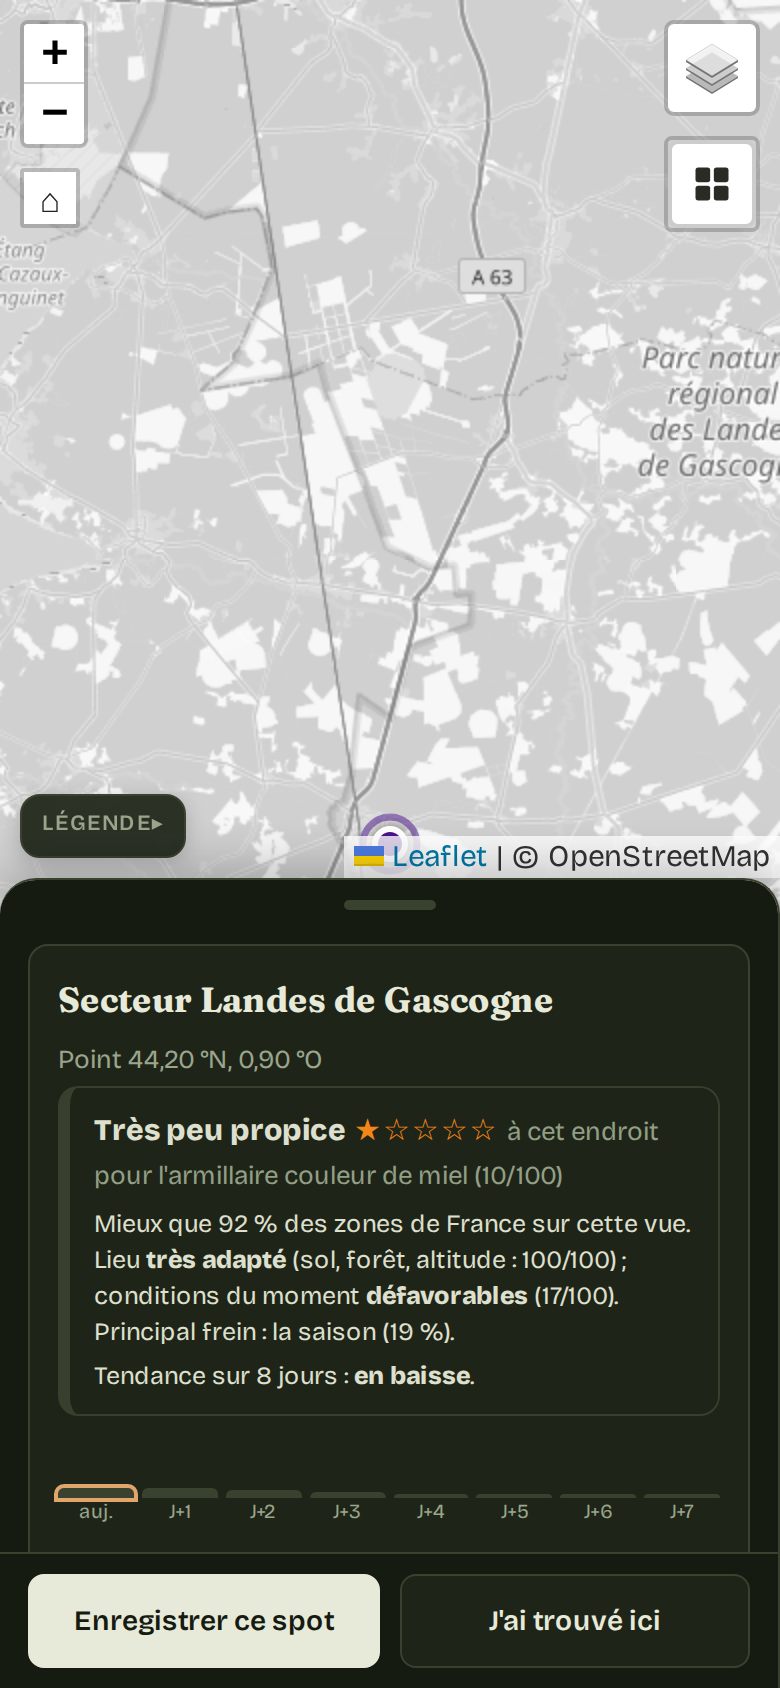 +
−
te
ch
Étang
Cazaux-
nguinet
A 63
Parc natur
régional
des Lande
de Gascog
LÉGENDE▸
Leaflet | © OpenStreetMap
Secteur Landes de Gascogne
Point 44,20 °N, 0,90 °O
Très peu propice ★☆☆☆☆ à cet endroit
pour l'armillaire couleur de miel (10/100)
Mieux que 92 % des zones de France sur cette vue.
Lieu très adapté (sol, forêt, altitude : 100/100) ;
conditions du moment défavorables (17/100).
Principal frein : la saison (19 %).
Tendance sur 8 jours : en baisse.
auj. J+1 J+2 J+3 J+4 J+5 J+6 J+7
Enregistrer ce spot
J'ai trouvé ici